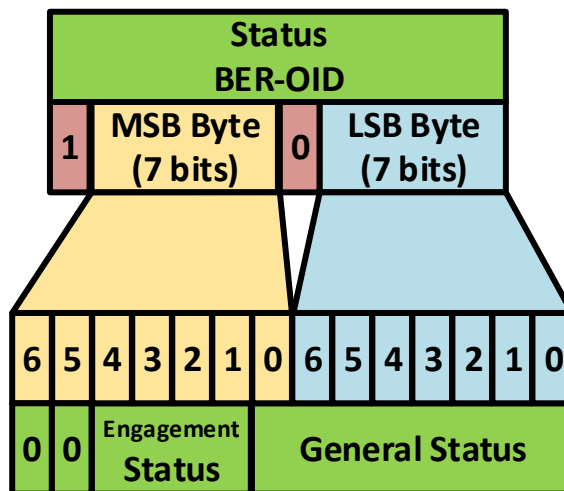 Status
BER-OID
1 MSB Byte (7 bits) 0 LSB Byte (7 bits)
6 5 4 3 2 1 0 6 5 4 3 2 1 0
0 0 Engagement Status General Status